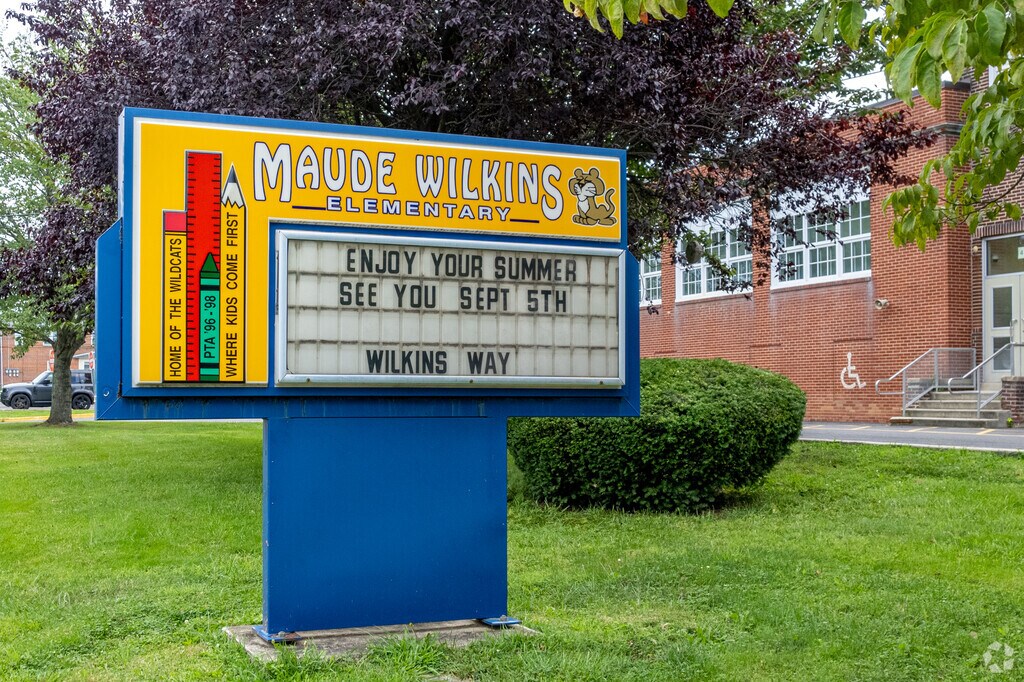 MAUDE WILKINS
ELEMENTARY
HOME OF THE WILDCATS
PTA '96-'98
WHERE KIDS COME FIRST
ENJOY YOUR SUMMER
SEE YOU SEPT 5TH
WILKINS WAY